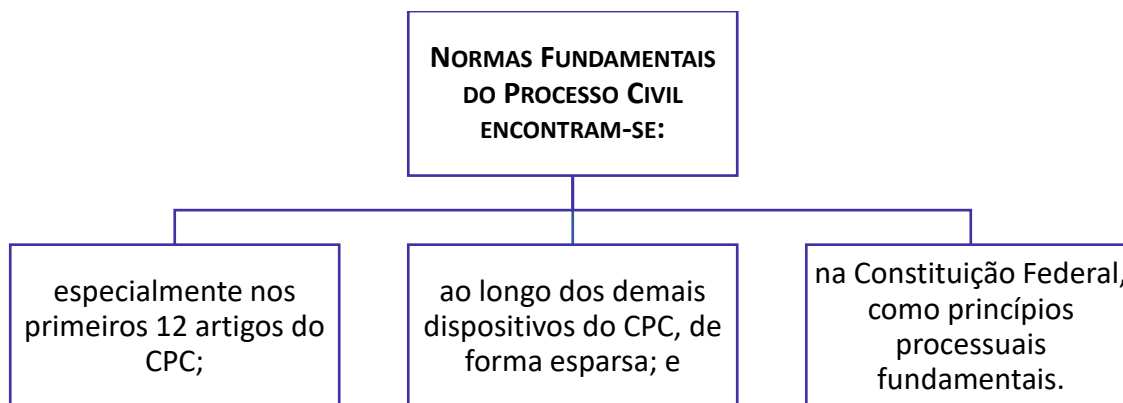 NORMAS FUNDAMENTAIS
DO PROCESSO CIVIL
ENCONTRAM-SE:
especialmente nos
primeiros 12 artigos do
CPC;
ao longo dos demais
dispositivos do CPC, de
forma esparsa; e
na Constituição Federal,
como princípios
processuais
fundamentais.